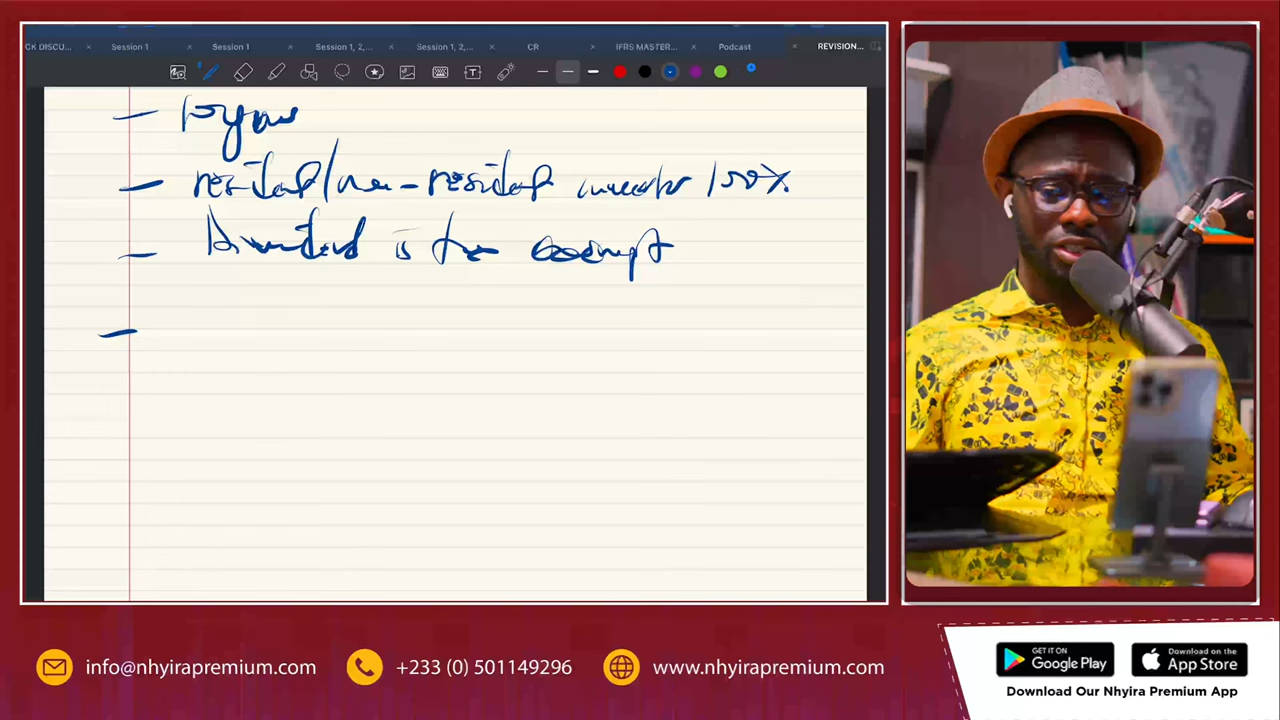 CK DISCU... Session 1 Session 1 Session 1, 2,... Session 1, 2,... CR IFRS MASTER... Podcast REVISION...
- 10 years
- resident/non-resident investor 100%
- Dividend is tax exempt
-
info@nhyirapremium.com +233 (0) 501149296 www.nhyirapremium.com
GET IT ON Google Play
Download on the App Store
Download Our Nhyira Premium App